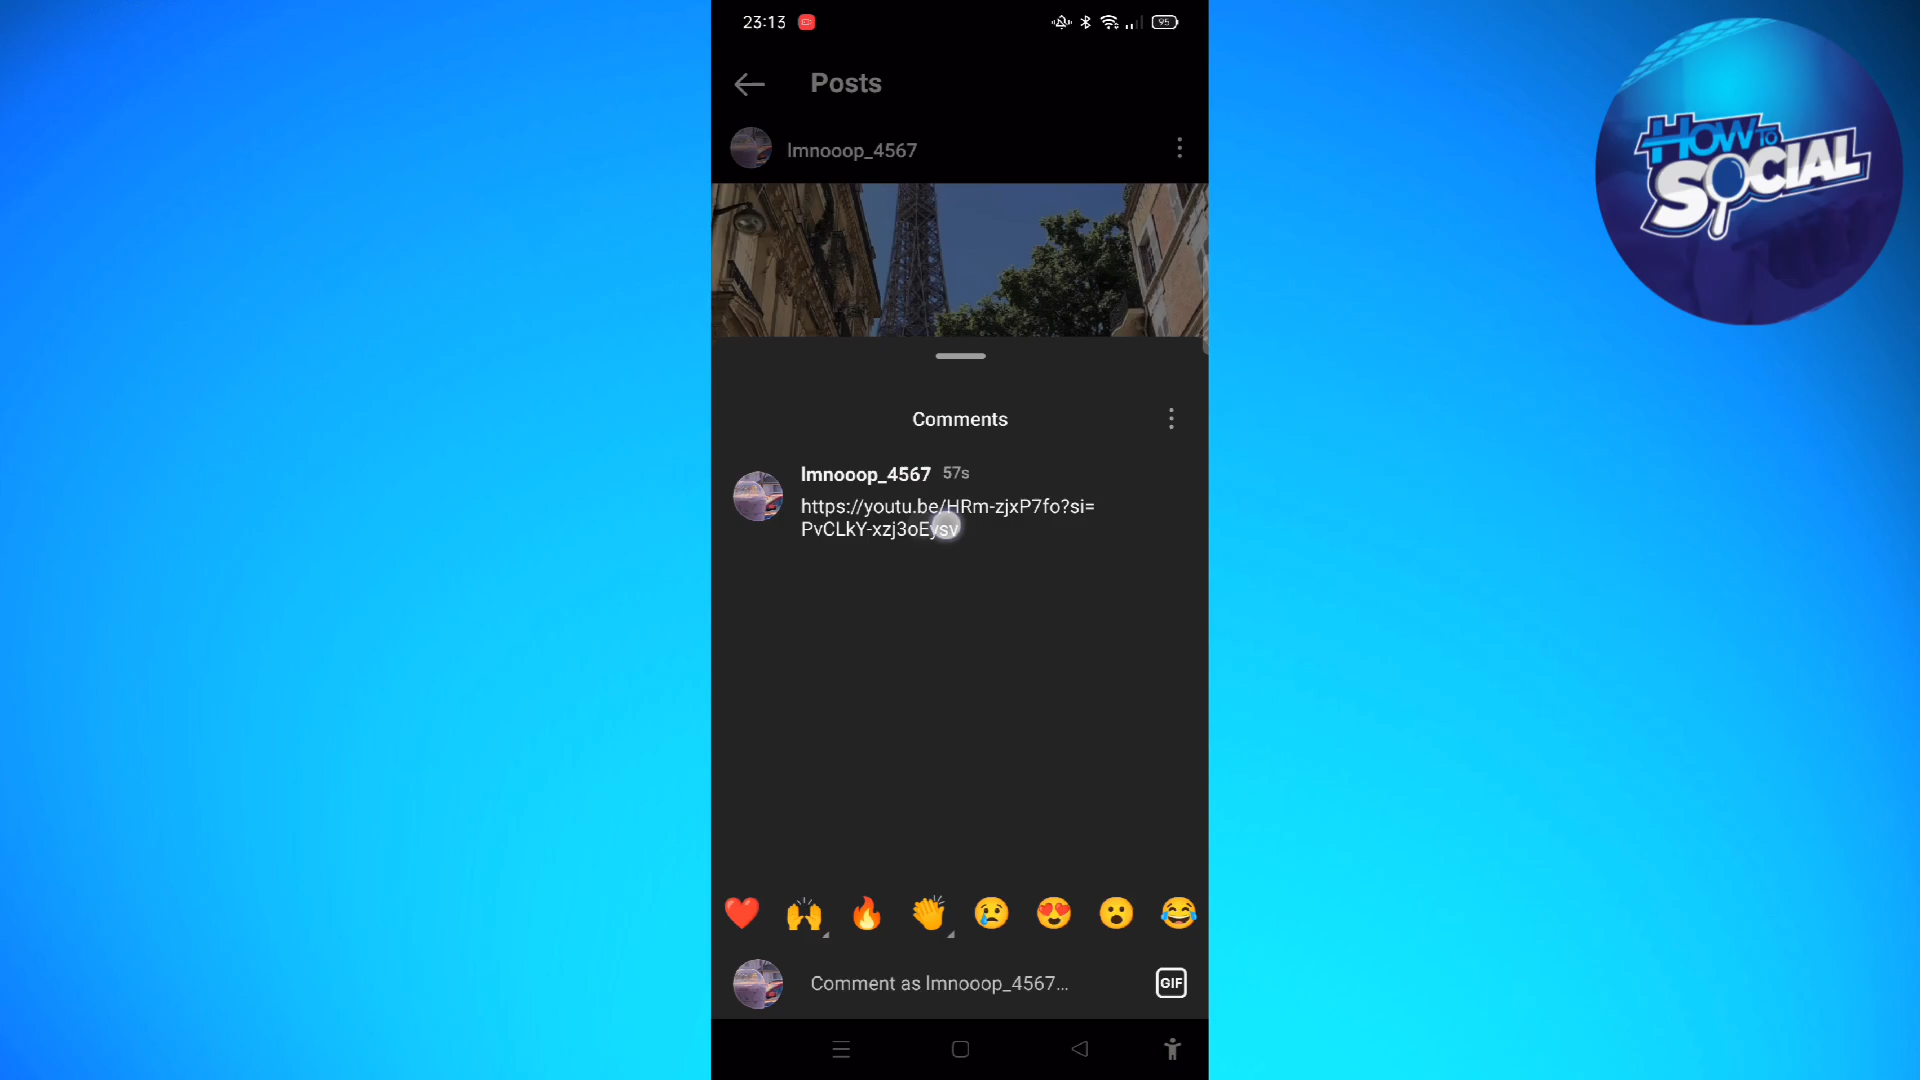 23:13
95
HOW TO
SOCIAL
Posts
lmnooop_4567
Comments
lmnooop_4567 57s
https://youtu.be/HRm-zjxP7fo?si=
PvCLkY-xzj3oEysv
Comment as lmnooop_4567...
GIF